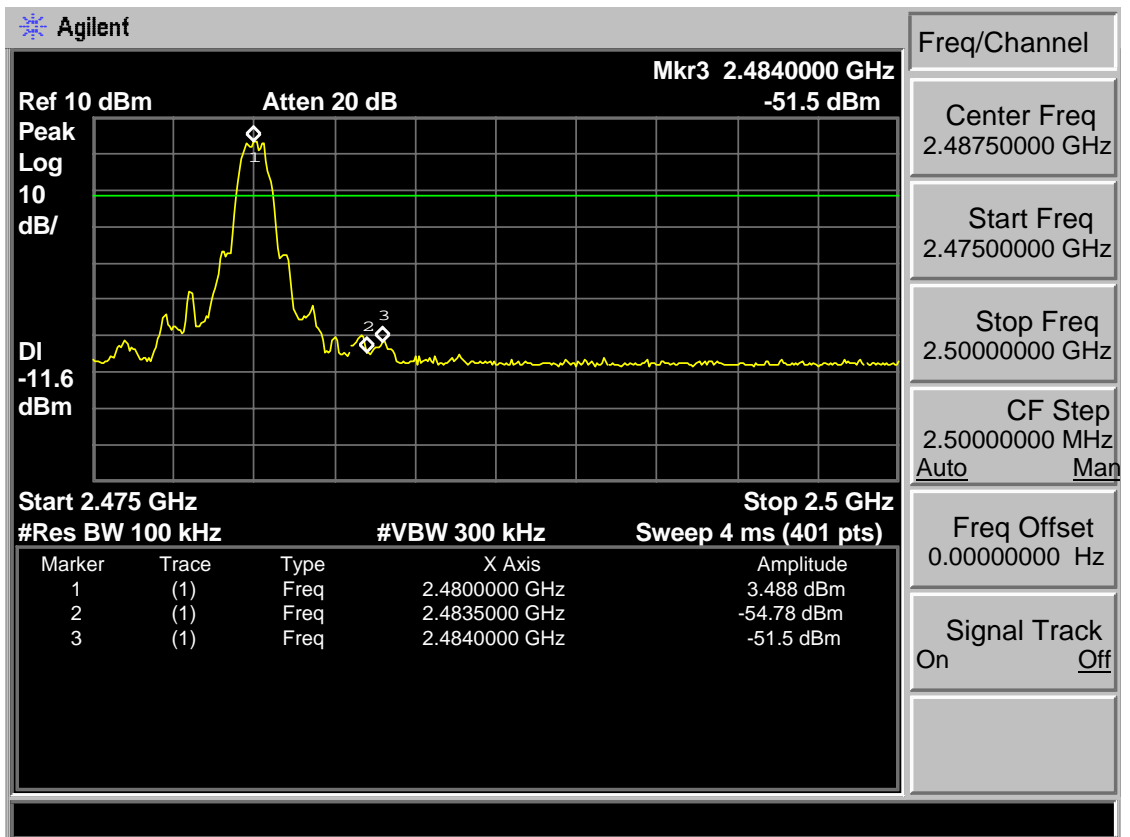 Agilent
Freq/Channel
Mkr3 2.4840000 GHz
Ref 10 dBm Atten 20 dB -51.5 dBm
Peak
Log
10
dB/
1
2
3
DI
-11.6
dBm
Start 2.475 GHz Stop 2.5 GHz
#Res BW 100 kHz #VBW 300 kHz Sweep 4 ms (401 pts)
Marker Trace Type X Axis Amplitude
1 (1) Freq 2.4800000 GHz 3.488 dBm
2 (1) Freq 2.4835000 GHz -54.78 dBm
3 (1) Freq 2.4840000 GHz -51.5 dBm
Center Freq
2.48750000 GHz
Start Freq
2.47500000 GHz
Stop Freq
2.50000000 GHz
CF Step
2.50000000 MHz
Auto Man
Freq Offset
0.00000000 Hz
Signal Track
On Off